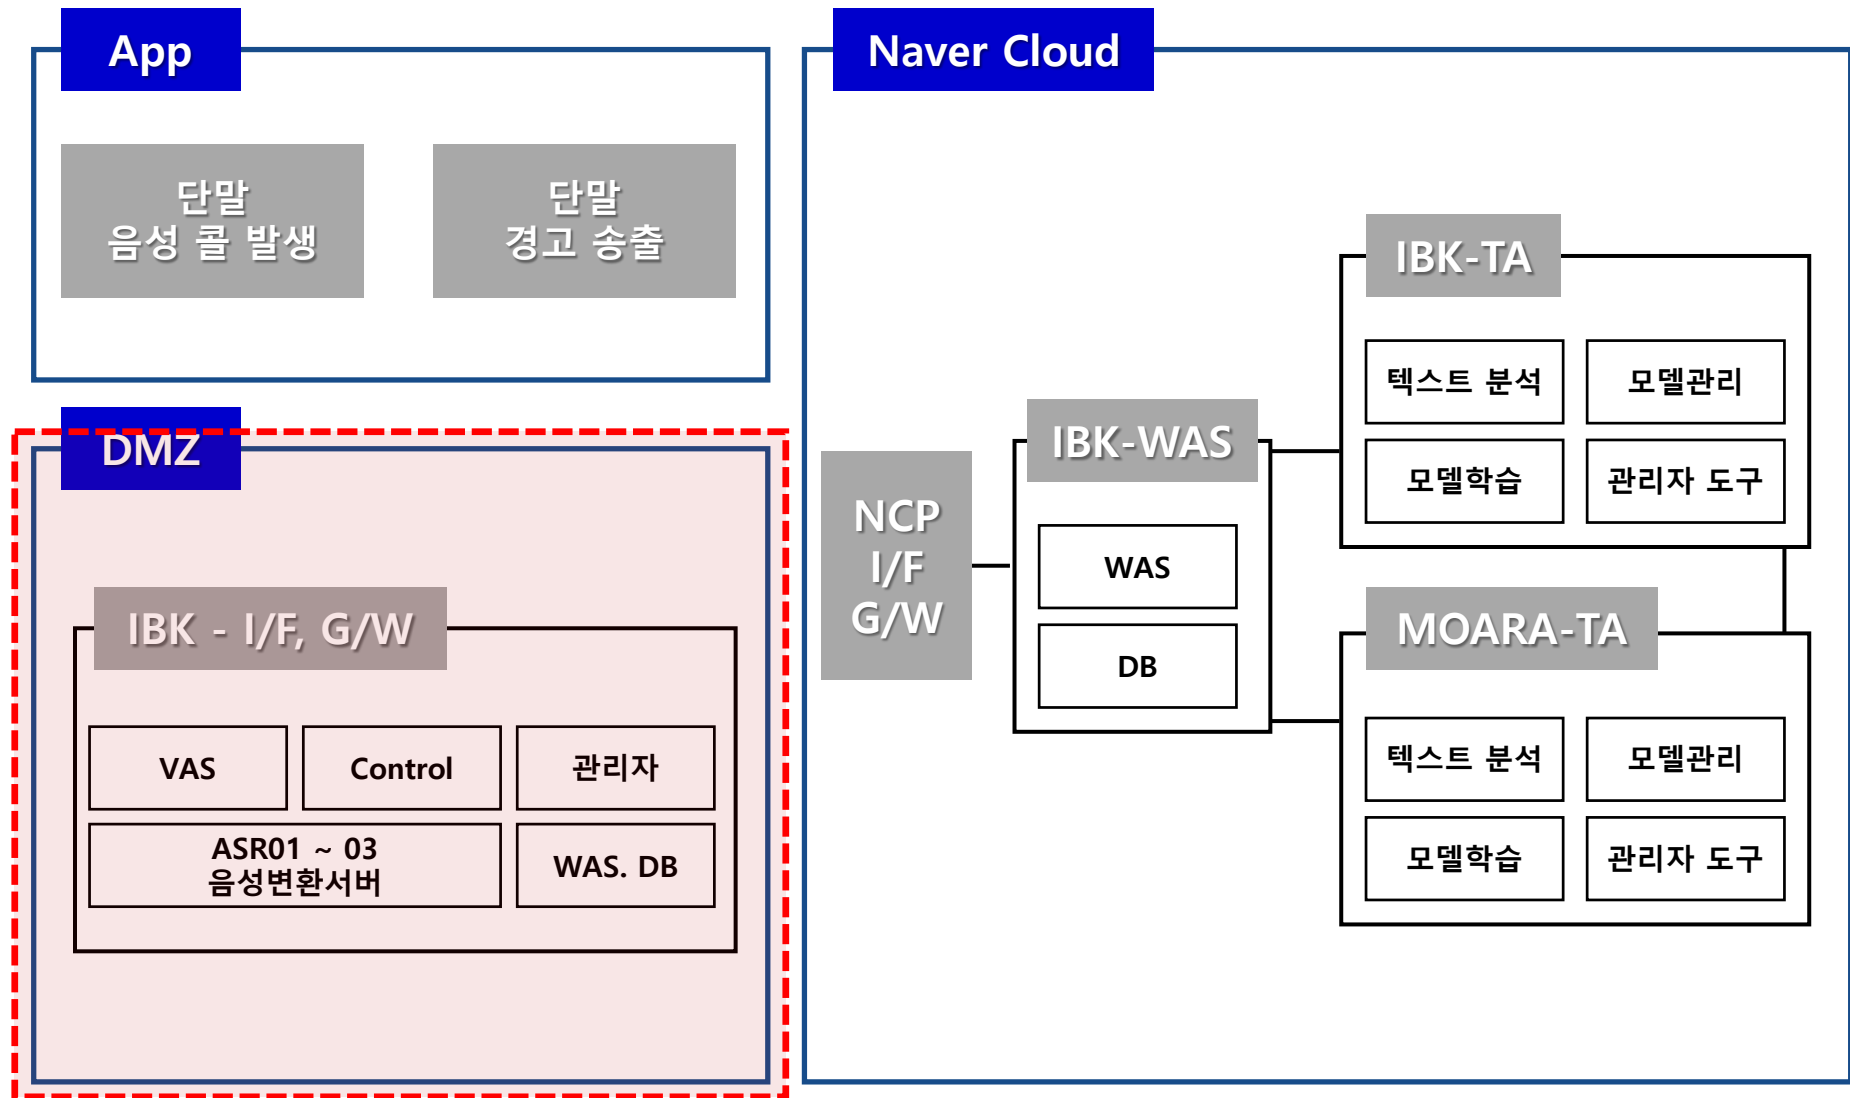 App
단말
음성 콜 발생
단말
경고 송출
DMZ
IBK - I/F, G/W
VAS
Control
관리자
ASR01 ~ 03
음성변환서버
WAS. DB
Naver Cloud
NCP
I/F
G/W
IBK-WAS
WAS
DB
IBK-TA
텍스트 분석
모델관리
모델학습
관리자 도구
MOARA-TA
텍스트 분석
모델관리
모델학습
관리자 도구